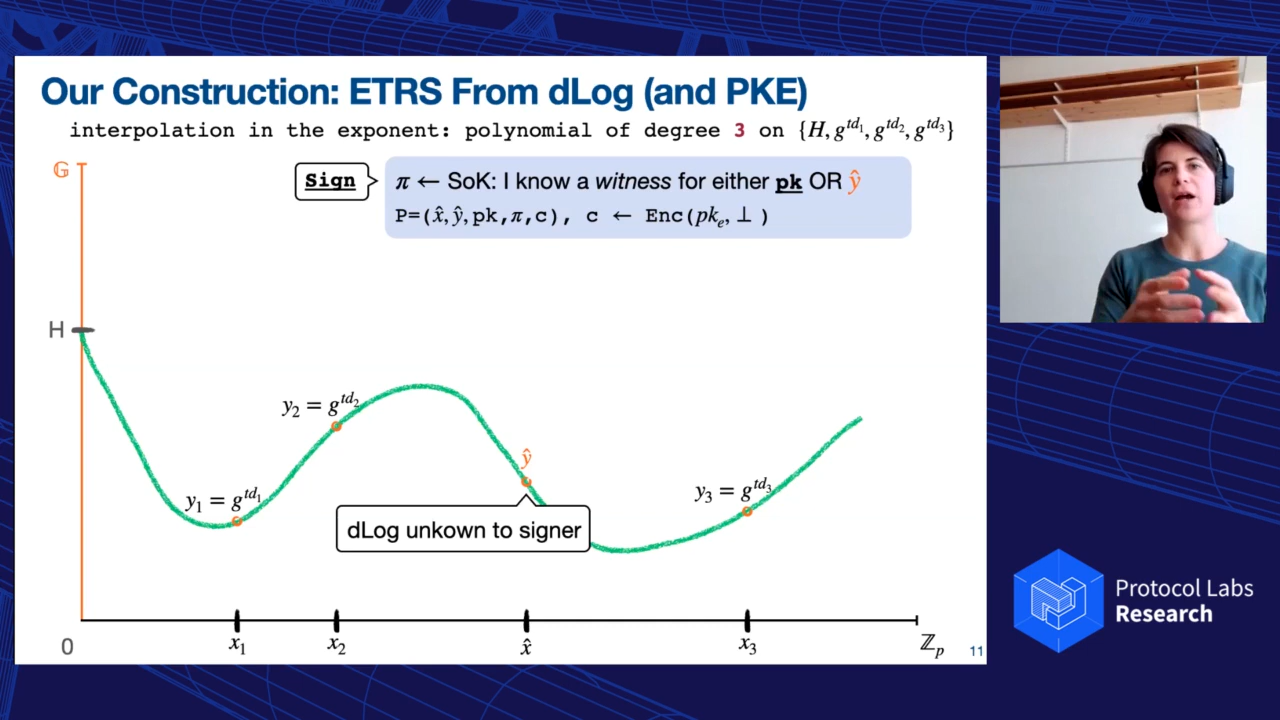 Our Construction: ETRS From dLog (and PKE)
interpolation in the exponent: polynomial of degree 3 on {H, g^{td_1}, g^{td_2}, g^{td_3}}
𝔾
Sign
π ← SoK: I know a witness for either pk OR ŷ
P=(x̂, ŷ, pk, π, c), c ← Enc(pk_e, ⊥ )
H
y_2 = g^{td_2}
ŷ
y_1 = g^{td_1}
y_3 = g^{td_3}
dLog unkown to signer
0
x_1
x_2
x̂
x_3
ℤ_p
11
Protocol Labs
Research